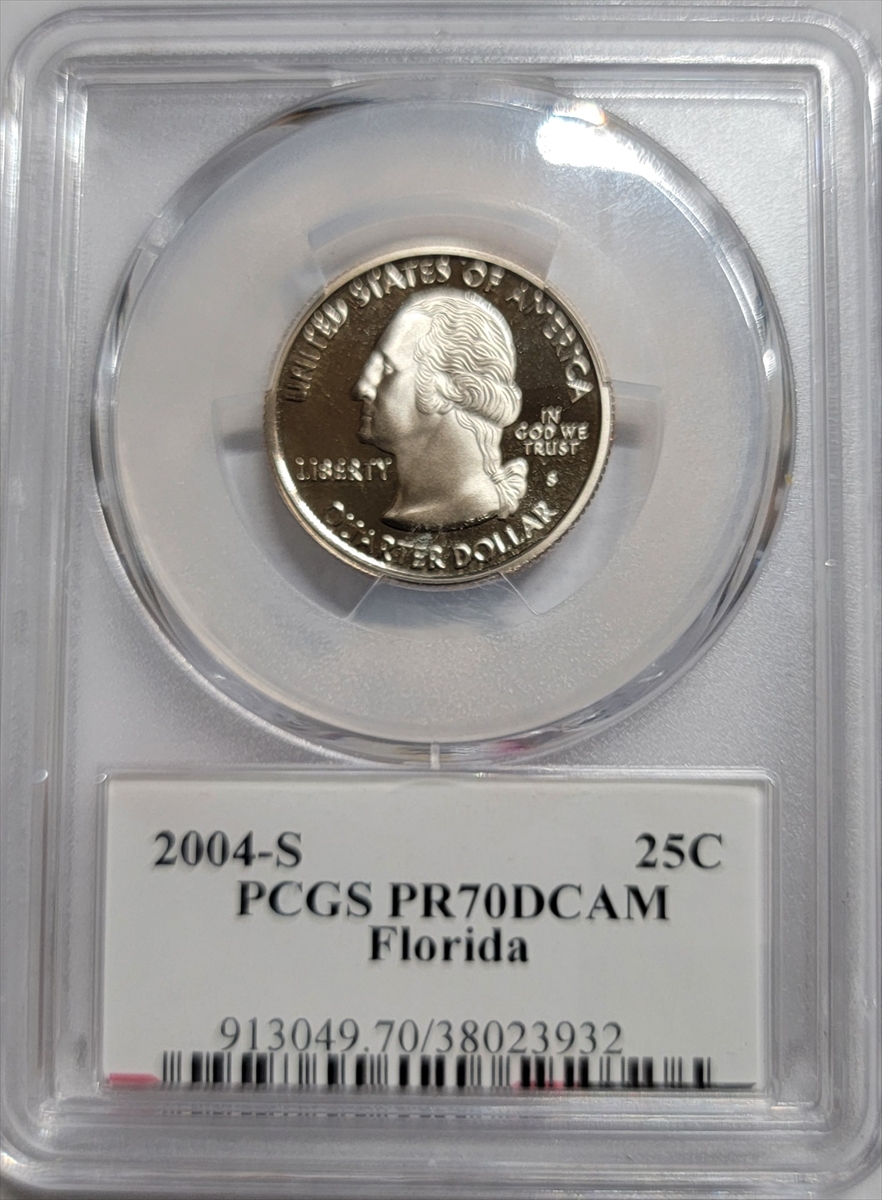 UNITED STATES OF AMERICA
IN
GOD WE
TRUST
LIBERTY
S
QUARTER DOLLAR
2004-S 25C
PCGS PR70DCAM
Florida
913049.70/38023932